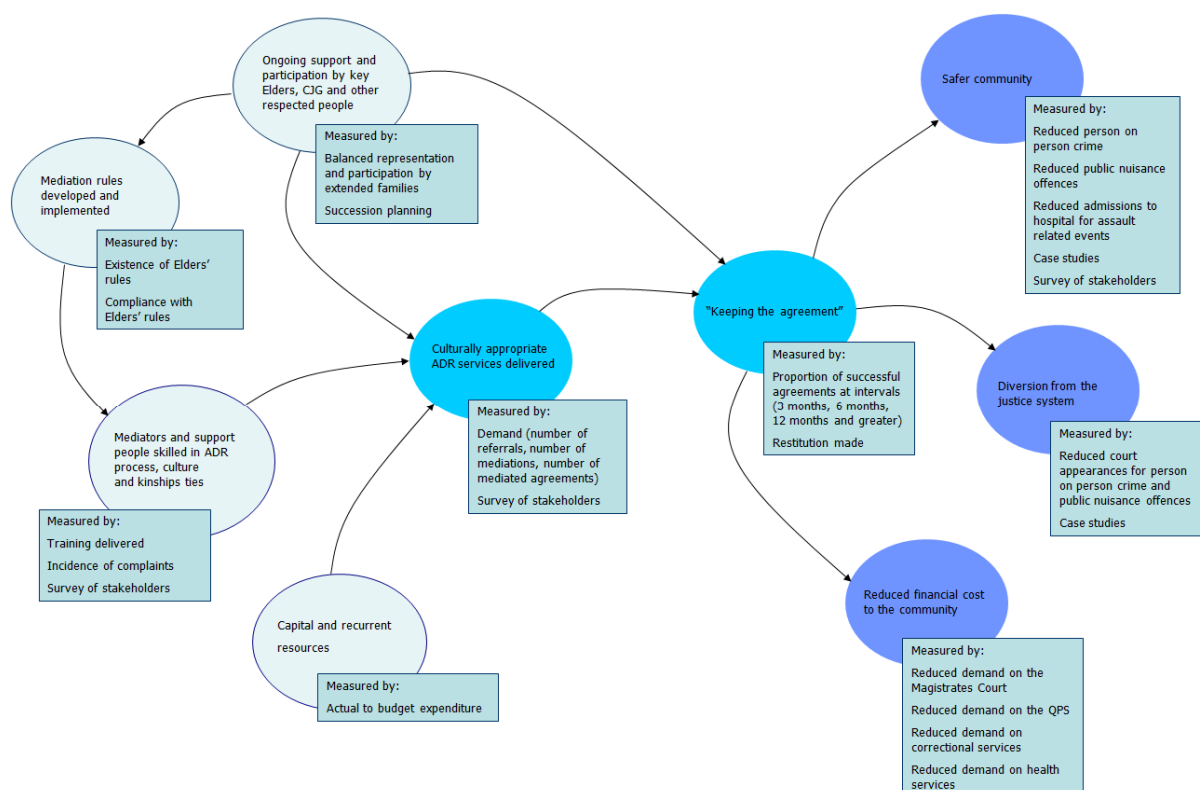 Ongoing support and
participation by key
Elders, CJG and other
respected people
Measured by:
Balanced representation
and participation by
extended families
Succession planning
Mediation rules
developed and
implemented
Measured by:
Existence of Elders’
rules
Compliance with
Elders’ rules
Mediators and support
people skilled in ADR
process, culture
and kinships ties
Measured by:
Training delivered
Incidence of complaints
Survey of stakeholders
Capital and recurrent
resources
Measured by:
Actual to budget expenditure
Culturally appropriate
ADR services delivered
Measured by:
Demand (number of
referrals, number of
mediations, number of
mediated agreements)
Survey of stakeholders
“Keeping the agreement”
Measured by:
Proportion of successful
agreements at intervals
(3 months, 6 months,
12 months and greater)
Restitution made
Safer community
Measured by:
Reduced person on
person crime
Reduced public nuisance
offences
Reduced admissions to
hospital for assault
related events
Case studies
Survey of stakeholders
Diversion from the
justice system
Measured by:
Reduced court
appearances for person
on person crime and
public nuisance offences
Case studies
Reduced financial cost
to the community
Measured by:
Reduced demand on the
Magistrates Court
Reduced demand on the QPS
Reduced demand on
correctional services
Reduced demand on health
services